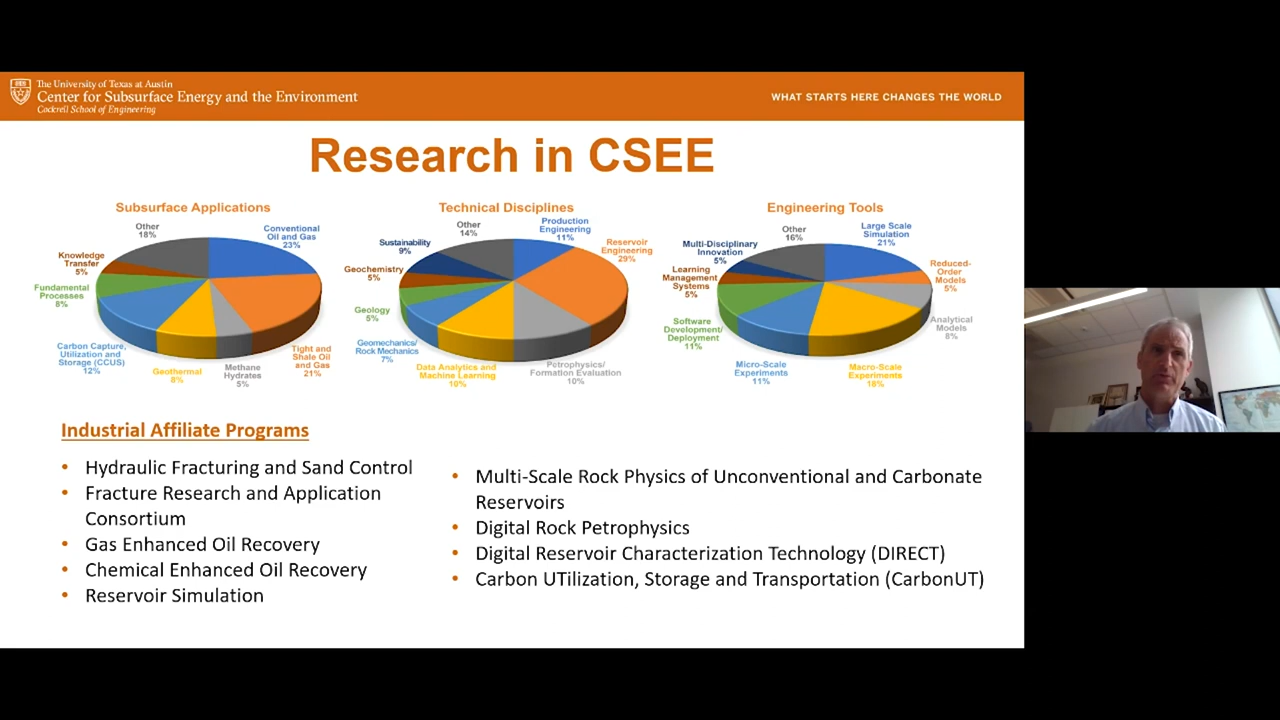 The University of Texas at Austin
Center for Subsurface Energy and the Environment
Cockrell School of Engineering
WHAT STARTS HERE CHANGES THE WORLD
Research in CSEE
Subsurface Applications
Other
18%
Conventional
Oil and Gas
23%
Knowledge
Transfer
5%
Fundamental
Processes
8%
Carbon Capture,
Utilization and
Storage (CCUS)
12%
Geothermal
8%
Methane
Hydrates
5%
Tight and
Shale Oil
and Gas
21%
Technical Disciplines
Other
14%
Production
Engineering
11%
Sustainability
9%
Reservoir
Engineering
29%
Geochemistry
5%
Geology
5%
Geomechanics/
Rock Mechanics
7%
Data Analytics and
Machine Learning
10%
Petrophysics/
Formation Evaluation
10%
Engineering Tools
Other
16%
Large Scale
Simulation
21%
Multi-Disciplinary
Innovation
5%
Reduced-
Order
Models
5%
Learning
Management
Systems
5%
Analytical
Models
8%
Software
Development/
Deployment
11%
Micro-Scale
Experiments
11%
Macro-Scale
Experiments
18%
Industrial Affiliate Programs
• Hydraulic Fracturing and Sand Control
• Fracture Research and Application
Consortium
• Gas Enhanced Oil Recovery
• Chemical Enhanced Oil Recovery
• Reservoir Simulation
• Multi-Scale Rock Physics of Unconventional and Carbonate
Reservoirs
• Digital Rock Petrophysics
• Digital Reservoir Characterization Technology (DIRECT)
• Carbon UTilization, Storage and Transportation (CarbonUT)